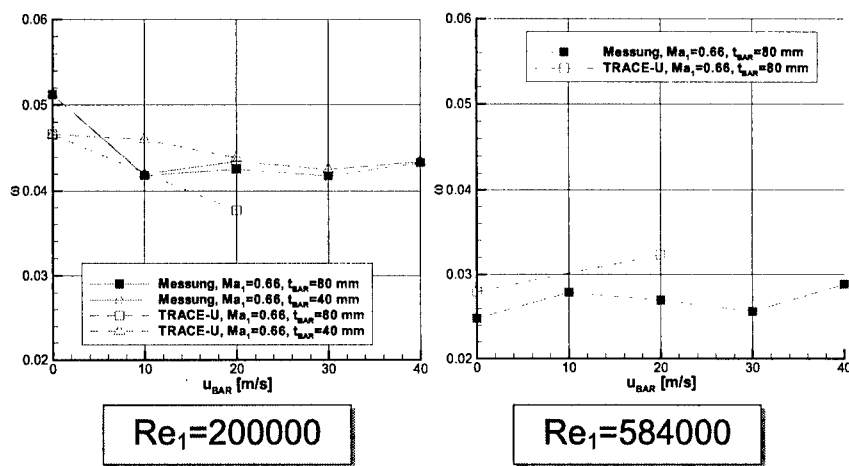 0.06
0.05
0.04
0.03
0.02
ω
0 10 20 30 40
u_BAR [m/s]
Messung, Ma₁=0.66, t_BAR=80 mm
Messung, Ma₁=0.66, t_BAR=40 mm
TRACE-U, Ma₁=0.66, t_BAR=80 mm
TRACE-U, Ma₁=0.66, t_BAR=40 mm
Re₁=200000
0.06
0.05
0.04
0.03
0.02
ω
0 10 20 30 40
u_BAR [m/s]
Messung, Ma₁=0.66, t_BAR=80 mm
TRACE-U, Ma₁=0.66, t_BAR=80 mm
Re₁=584000